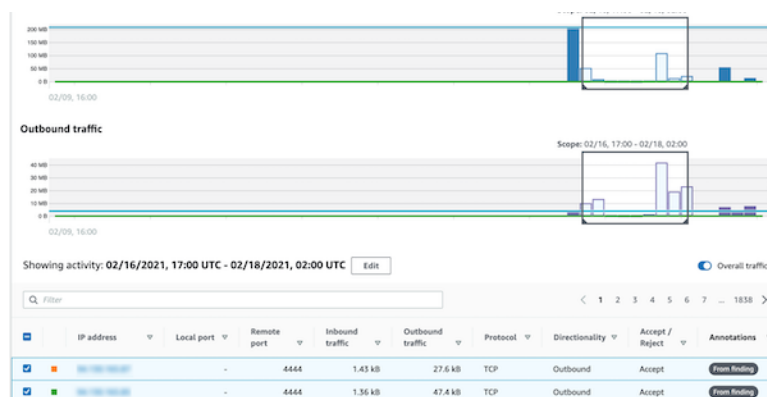 200 MB
150 MB
100 MB
50 MB
0 B
02/09, 16:00
Outbound traffic
Scope: 02/16, 17:00 - 02/18, 02:00
40 MB
30 MB
20 MB
10 MB
0 B
02/09, 16:00
Showing activity: 02/16/2021, 17:00 UTC - 02/18/2021, 02:00 UTC Edit Overall traffic
Filter 1 2 3 4 5 6 7 ... 1838
IP address Local port Remote port Inbound traffic Outbound traffic Protocol Directionality Accept / Reject Annotations
- 4444 1.43 kB 27.6 kB TCP Outbound Accept From finding
- 4444 1.36 kB 47.4 kB TCP Outbound Accept From finding